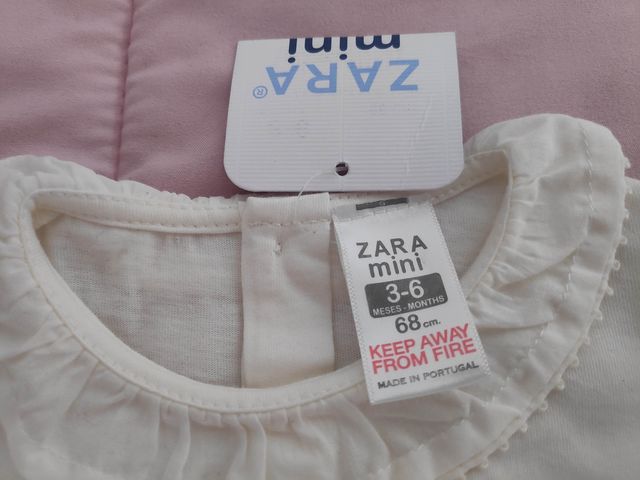 ZARA®
mini
ZARA
mini
3-6
MESES - MONTHS
68 cm.
KEEP AWAY
FROM FIRE
MADE IN PORTUGAL